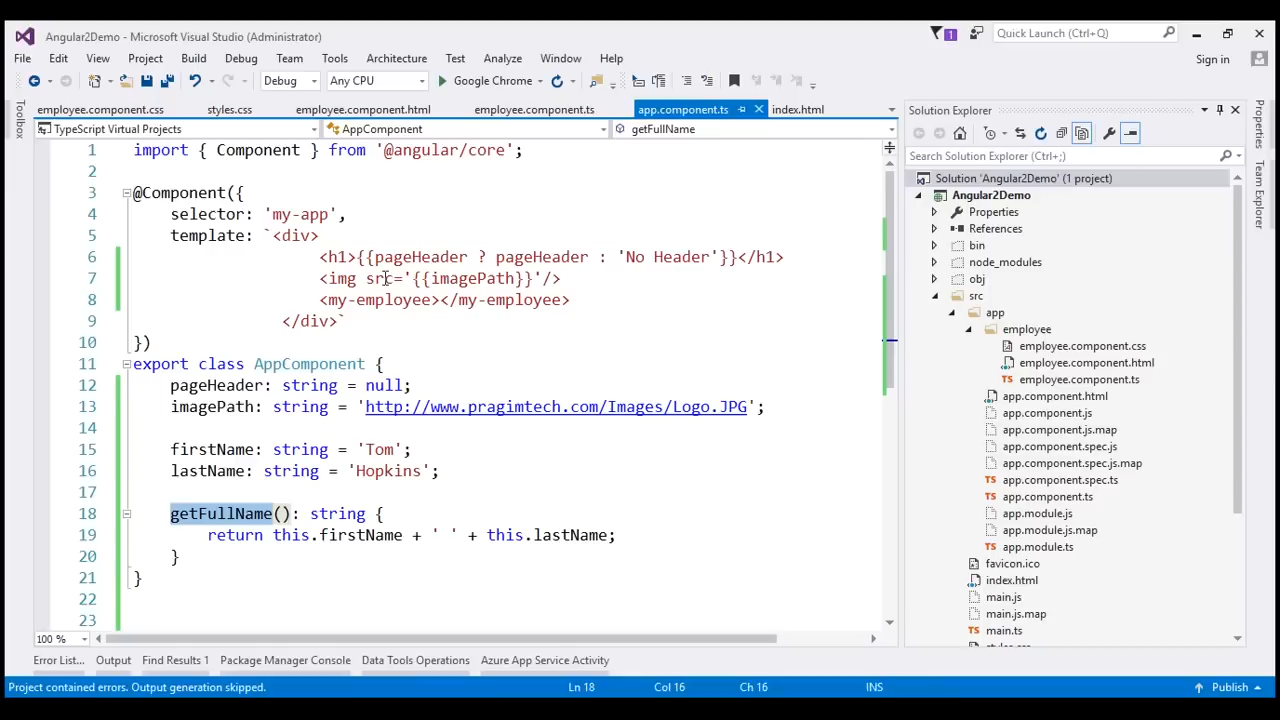 Angular2Demo - Microsoft Visual Studio (Administrator)
1
Quick Launch (Ctrl+Q)
File Edit View Project Build Debug Team Tools Architecture Test Analyze Window Help
Sign in
Debug Any CPU Google Chrome
employee.component.css styles.css employee.component.html employee.component.ts app.component.ts index.html
TypeScript Virtual Projects AppComponent getFullName
Toolbox
1 import { Component } from '@angular/core';
2
3 @Component({
4 selector: 'my-app',
5 template: `<div>
6 <h1>{{pageHeader ? pageHeader : 'No Header'}}</h1>
7 <img src='{{imagePath}}'/>
8 <my-employee></my-employee>
9 </div>`
10 })
11 export class AppComponent {
12 pageHeader: string = null;
13 imagePath: string = 'http://www.pragimtech.com/Images/Logo.JPG';
14
15 firstName: string = 'Tom';
16 lastName: string = 'Hopkins';
17
18 getFullName(): string {
19 return this.firstName + ' ' + this.lastName;
20 }
21 }
22
23
100 %
Solution Explorer
Search Solution Explorer (Ctrl+;)
Solution 'Angular2Demo' (1 project)
Angular2Demo
Properties
References
bin
node_modules
obj
src
app
employee
employee.component.css
employee.component.html
employee.component.ts
app.component.html
app.component.js
app.component.js.map
app.component.spec.js
app.component.spec.js.map
app.component.spec.ts
app.component.ts
app.module.js
app.module.js.map
app.module.ts
favicon.ico
index.html
main.js
main.js.map
main.ts
Properties
Team Explorer
Error List... Output Find Results 1 Package Manager Console Data Tools Operations Azure App Service Activity
Project contained errors. Output generation skipped. Ln 18 Col 16 Ch 16 INS Publish